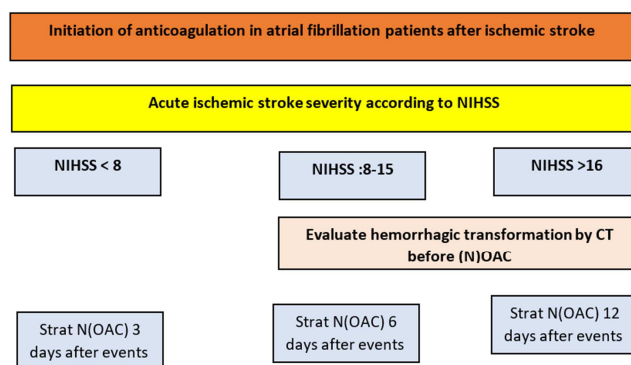 Initiation of anticoagulation in atrial fibrillation patients after ischemic stroke
Acute ischemic stroke severity according to NIHSS
NIHSS < 8
NIHSS :8-15
NIHSS >16
Evaluate hemorrhagic transformation by CT
before (N)OAC
Strat N(OAC) 3
days after events
Strat N(OAC) 6
days after events
Strat N(OAC) 12
days after events